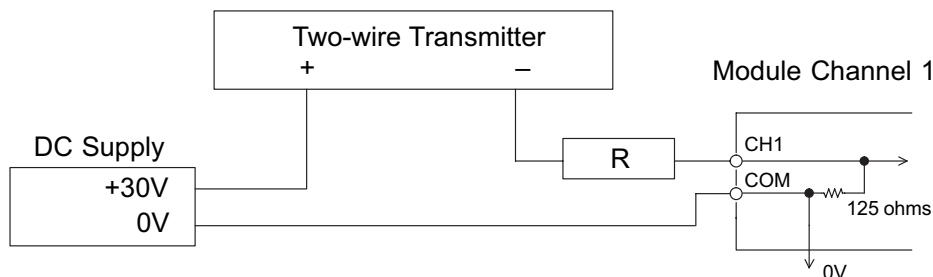 Two-wire Transmitter
+ –
Module Channel 1
DC Supply
+30V
0V
R
CH1
COM
125 ohms
0V